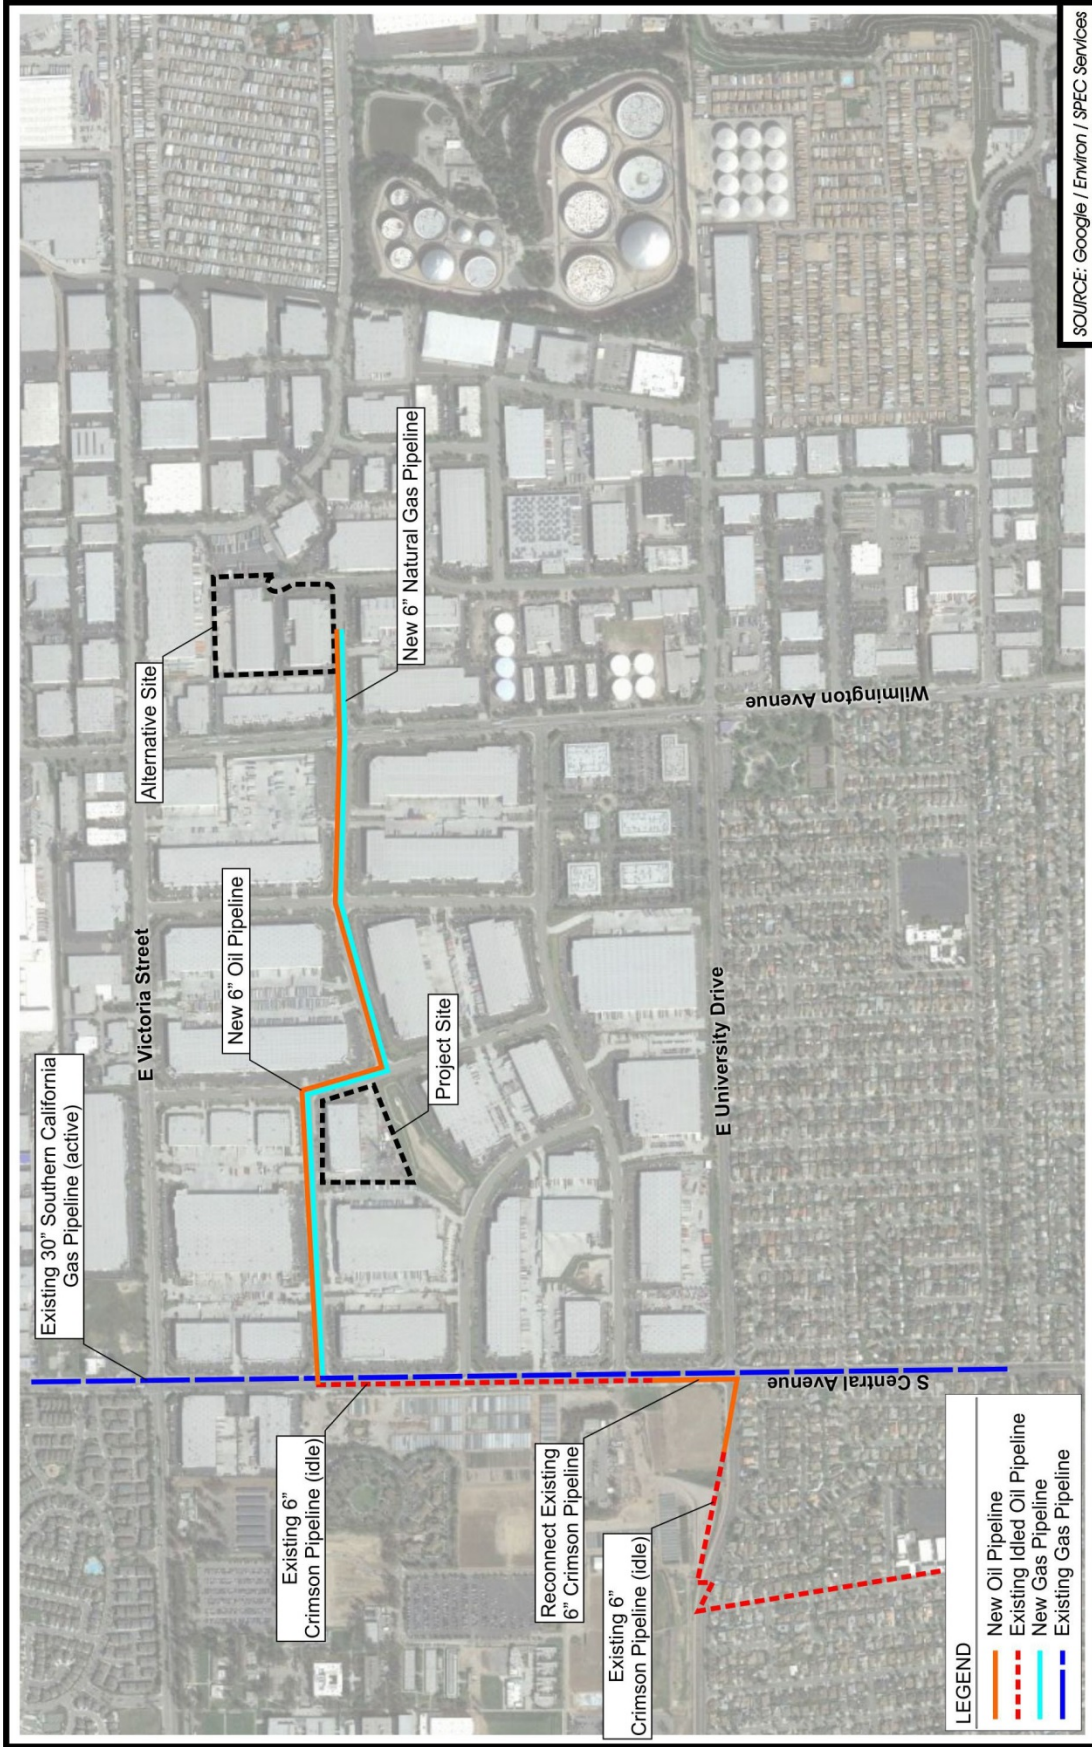 Existing 30” Southern California
Gas Pipeline (active)
E Victoria Street
New 6” Oil Pipeline
Alternative Site
New 6” Natural Gas Pipeline
Project Site
Existing 6”
Crimson Pipeline (idle)
Reconnect Existing
6” Crimson Pipeline
Existing 6”
Crimson Pipeline (idle)
E University Drive
Wilmington Avenue
S Central Avenue
LEGEND
New Oil Pipeline
Existing Idled Oil Pipeline
New Gas Pipeline
Existing Gas Pipeline
SOURCE: Google / Environ / SPEC Services